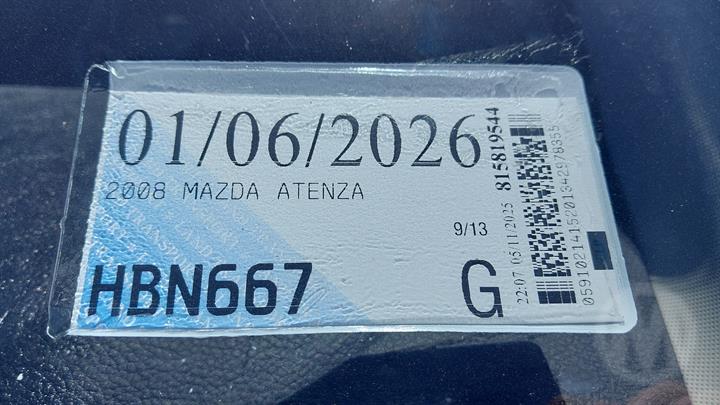 01/06/2026
2008 MAZDA ATENZA
9/13
HBN667
G
22:07 05/11/2025 815819544
0591021415201342978355